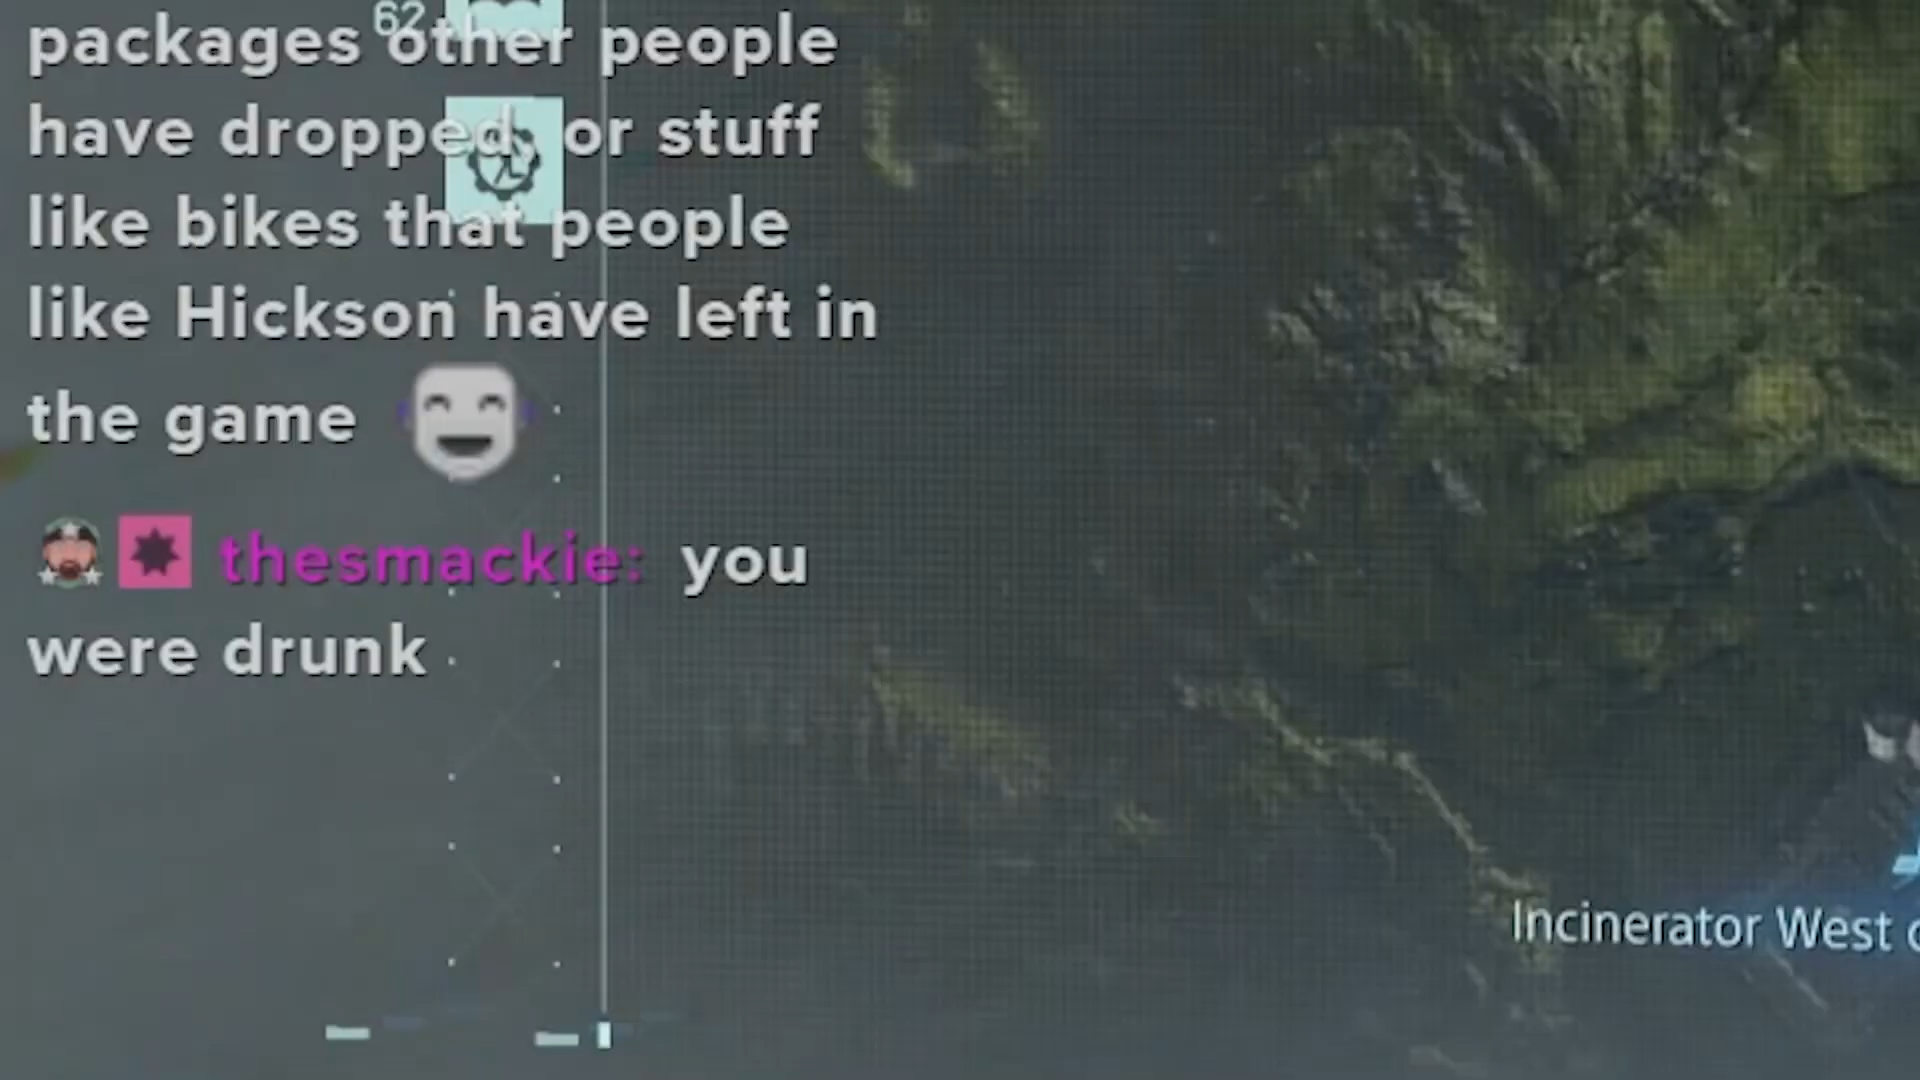 62
packages other people
have dropped, or stuff
like bikes that people
like Hickson have left in
the game
thesmackie: you
were drunk
Incinerator West